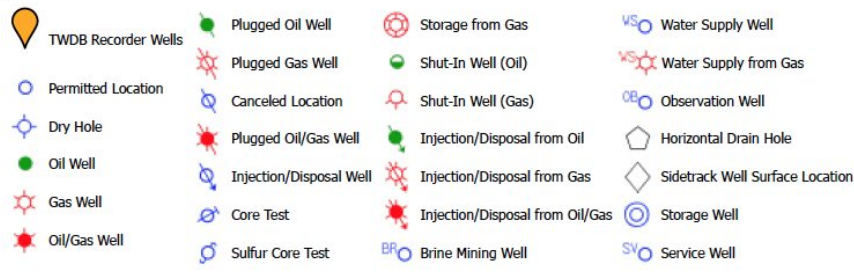 TWDB Recorder Wells
Permitted Location
Dry Hole
Oil Well
Gas Well
Oil/Gas Well
Plugged Oil Well
Plugged Gas Well
Canceled Location
Plugged Oil/Gas Well
Injection/Disposal Well
Core Test
Sulfur Core Test
Storage from Gas
Shut-In Well (Oil)
Shut-In Well (Gas)
Injection/Disposal from Oil
Injection/Disposal from Gas
Injection/Disposal from Oil/Gas
BR Brine Mining Well
WS Water Supply Well
WS Water Supply from Gas
OB Observation Well
Horizontal Drain Hole
Sidetrack Well Surface Location
Storage Well
SV Service Well